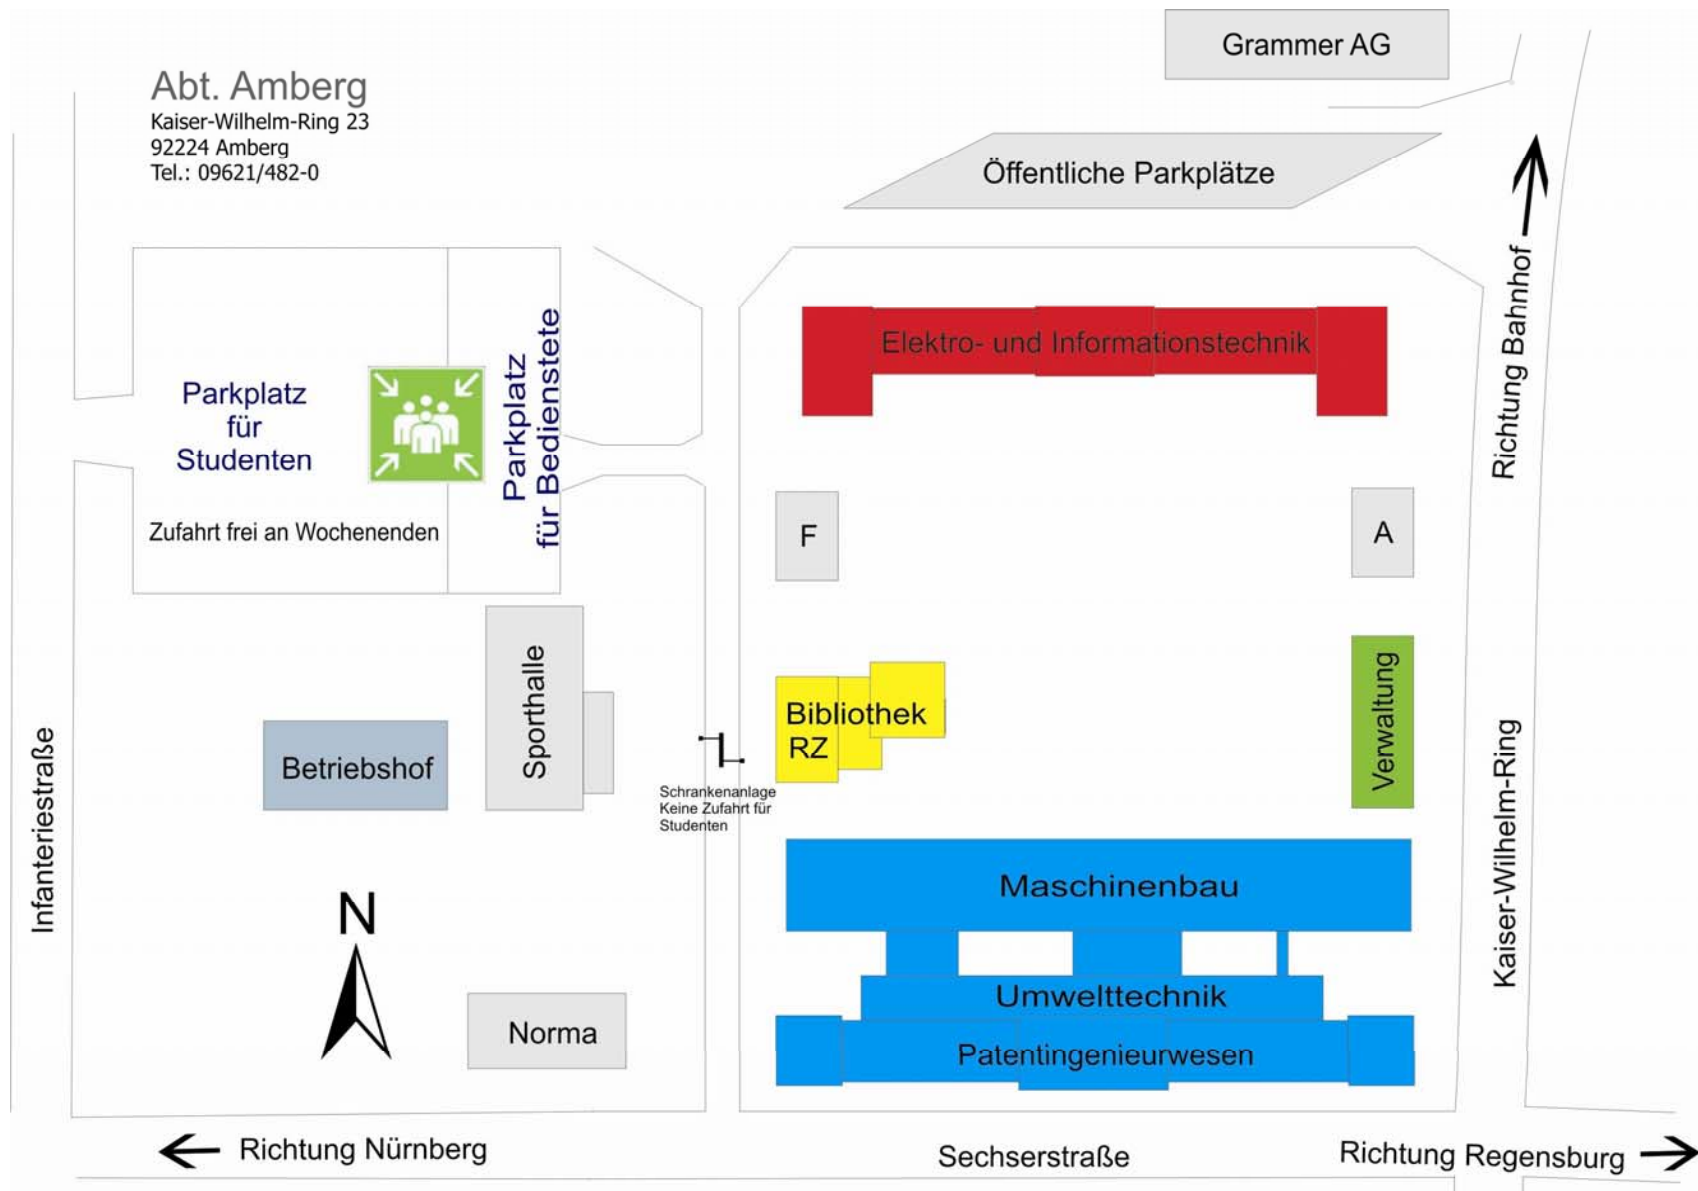 Grammer AG
Abt. Amberg
Kaiser-Wilhelm-Ring 23
92224 Amberg
Tel.: 09621/482-0
Öffentliche Parkplätze
Richtung Bahnhof
Elektro- und Informationstechnik
Parkplatz
für
Studenten
Parkplatz
für Bedienstete
Zufahrt frei an Wochenenden
F
A
Sporthalle
Bibliothek
RZ
Verwaltung
Betriebshof
Schrankenanlage
Keine Zufahrt für
Studenten
Infanteriestraße
Kaiser-Wilhelm-Ring
Maschinenbau
N
Umwelttechnik
Norma
Patentingenieurwesen
Richtung Nürnberg
Sechserstraße
Richtung Regensburg